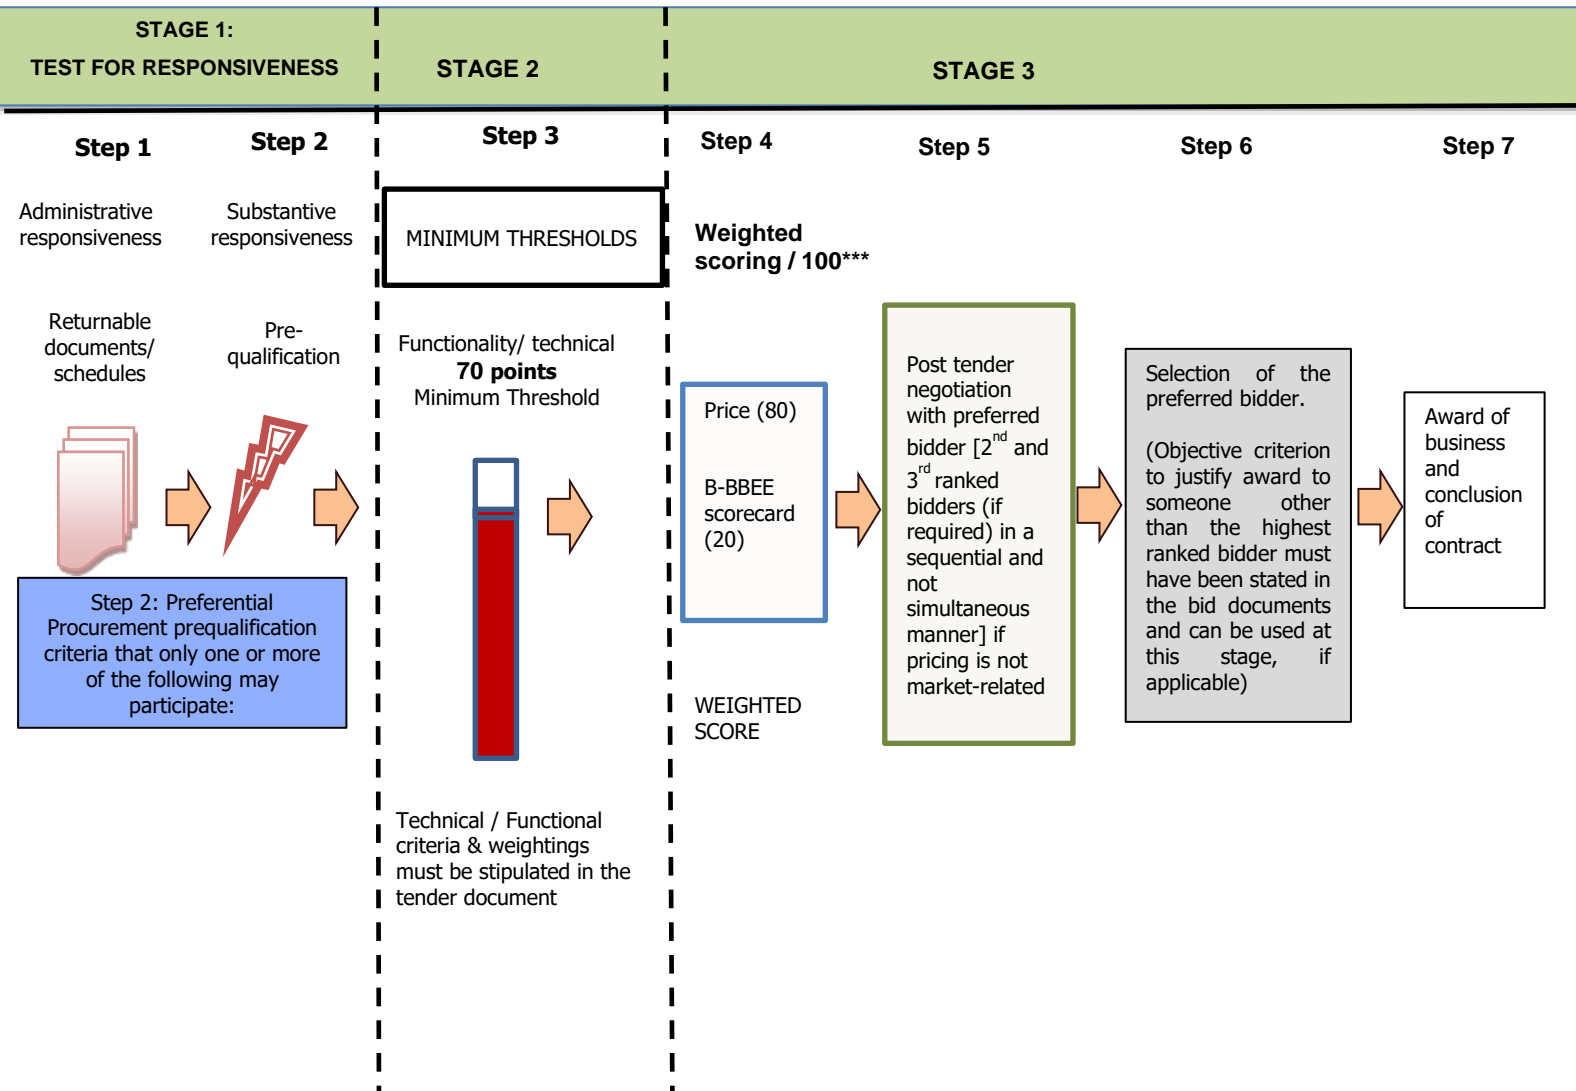 STAGE 1:
TEST FOR RESPONSIVENESS
STAGE 2
STAGE 3
Step 1
Step 2
Step 3
Step 4
Step 5
Step 6
Step 7
Administrative
responsiveness
Substantive
responsiveness
MINIMUM THRESHOLDS
Weighted
scoring / 100***
Returnable
documents/
schedules
Pre-
qualification
Functionality/ technical
70 points
Minimum Threshold
Price (80)
B-BBEE
scorecard
(20)
Post tender
negotiation
with preferred
bidder [2nd and
3rd ranked
bidders (if
required) in a
sequential and
not
simultaneous
manner] if
pricing is not
market-related
Selection of the
preferred bidder.
(Objective criterion
to justify award to
someone other
than the highest
ranked bidder must
have been stated in
the bid documents
and can be used at
this stage, if
applicable)
Award of
business
and
conclusion
of
contract
Step 2: Preferential
Procurement prequalification
criteria that only one or more
of the following may
participate:
WEIGHTED
SCORE
Technical / Functional
criteria & weightings
must be stipulated in the
tender document